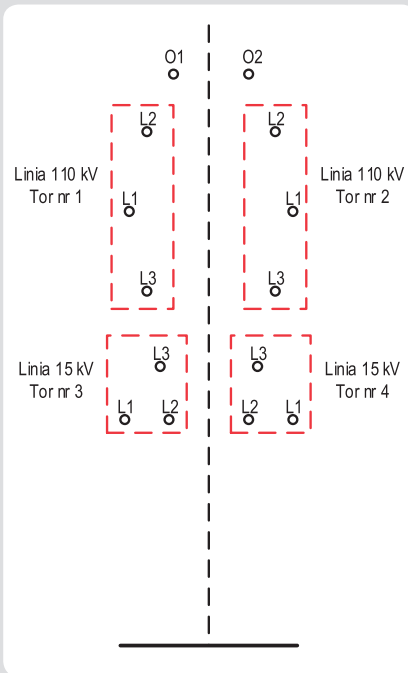 O1 O2
L2 L2
Linia 110 kV
Tor nr 1
Linia 110 kV
Tor nr 2
L1 L1
L3 L3
L3 L3
Linia 15 kV
Tor nr 3
Linia 15 kV
Tor nr 4
L1 L2 L2 L1